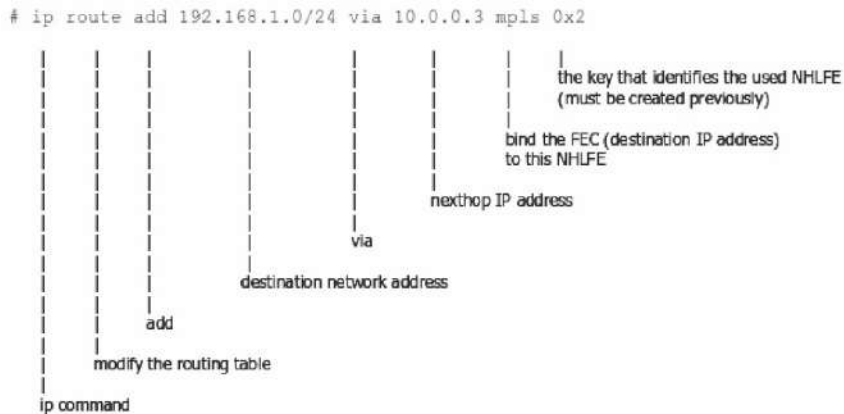 # ip route add 192.168.1.0/24 via 10.0.0.3 mpls 0x2
the key that identifies the used NHLFE
(must be created previously)
bind the FEC (destination IP address)
to this NHLFE
nexthop IP address
via
destination network address
add
modify the routing table
ip command